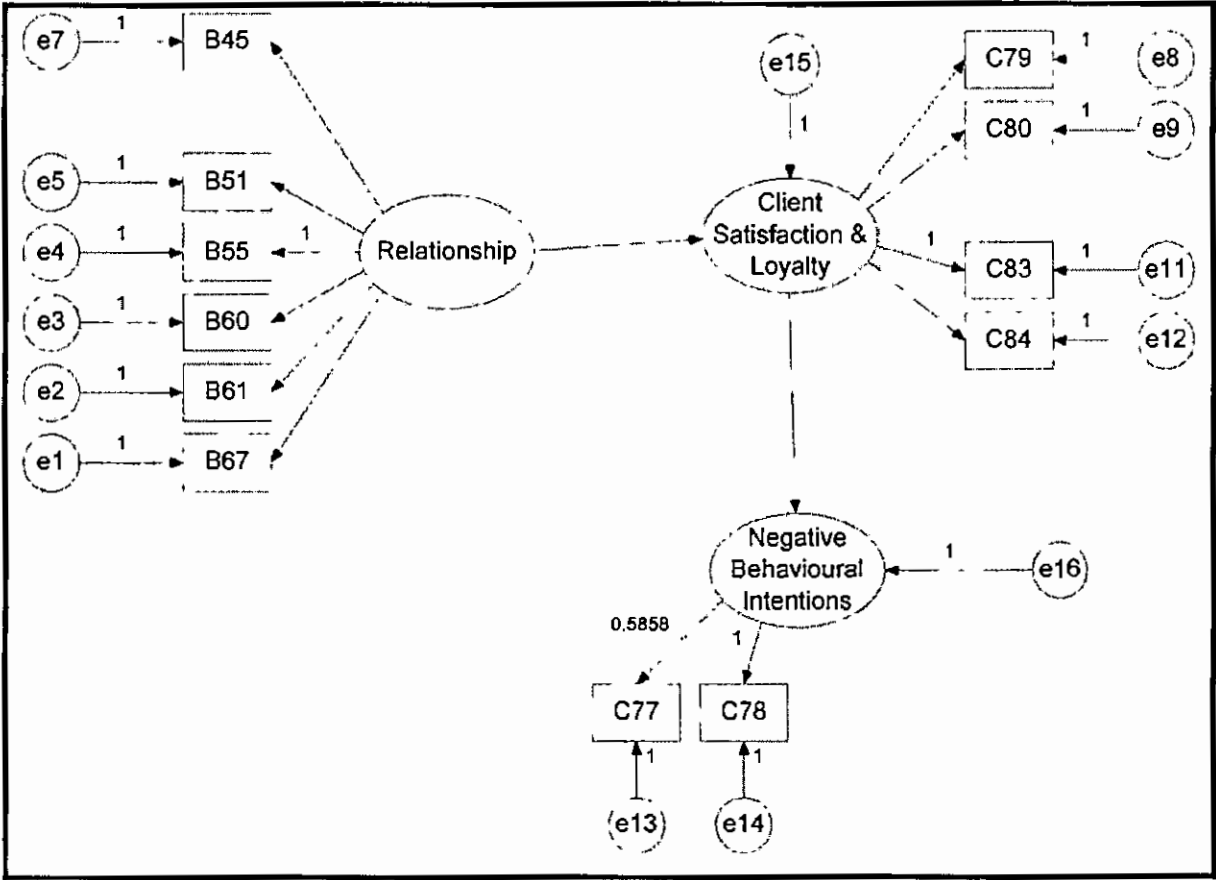 e7 1 B45
e5 1 B51
e4 1 B55 1
e3 1 B60
e2 1 B61
e1 1 B67
Relationship
e15
1
Client
Satisfaction &
Loyalty
C79 1 e8
C80 1 e9
1 C83 1 e11
C84 1 e12
Negative
Behavioural
Intentions
1 e16
0.5858
1
C77 C78
1 1
e13 e14